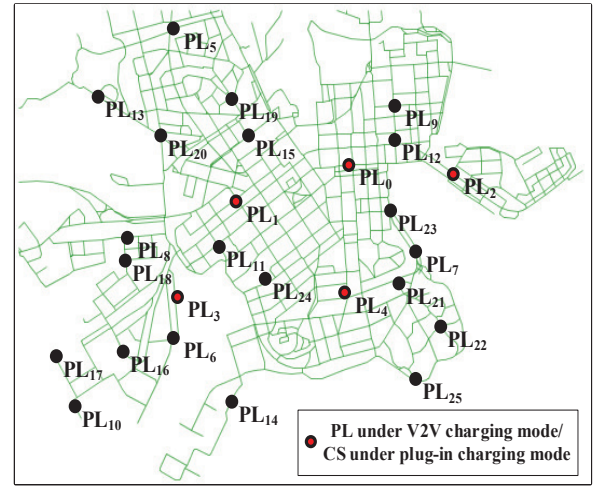 PL5
PL13
PL19
PL9
PL20
PL15
PL12
PL0
PL2
PL1
PL23
PL8
PL11
PL7
PL18
PL24
PL21
PL3
PL4
PL22
PL6
PL16
PL17
PL25
PL10
PL14
PL under V2V charging mode/
CS under plug-in charging mode